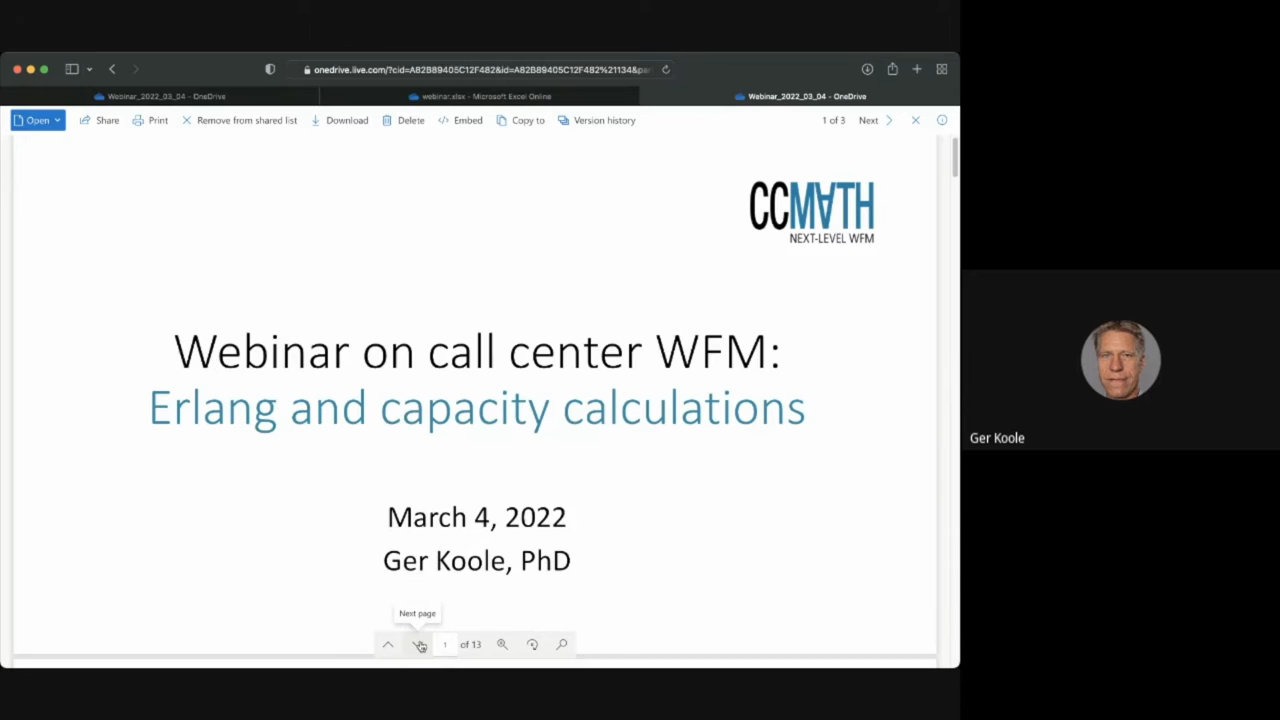 onedrive.live.com/?cid=A82B89405C12F482&id=A82B89405C12F482%21134&par
Webinar_2022_03_04 - OneDrive
webinar.xlsx - Microsoft Excel Online
Webinar_2022_03_04 - OneDrive
Open
Share
Print
Remove from shared list
Download
Delete
Embed
Copy to
Version history
1 of 3
Next
CCMATH
NEXT-LEVEL WFM
Webinar on call center WFM:
Erlang and capacity calculations
March 4, 2022
Ger Koole, PhD
Next page
1
of 13
Ger Koole